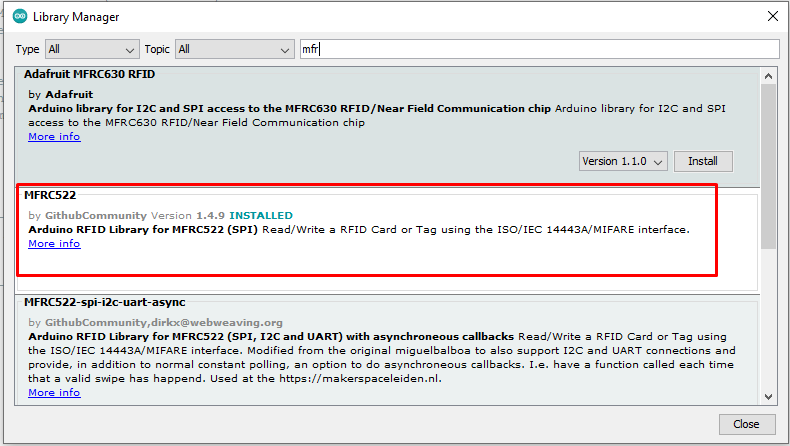 Library Manager
Type All Topic All mfr
Adafruit MFRC630 RFID
by Adafruit
Arduino library for I2C and SPI access to the MFRC630 RFID/Near Field Communication chip Arduino library for I2C and SPI
access to the MFRC630 RFID/Near Field Communication chip
More info
Version 1.1.0 Install
MFRC522
by GithubCommunity Version 1.4.9 INSTALLED
Arduino RFID Library for MFRC522 (SPI) Read/Write a RFID Card or Tag using the ISO/IEC 14443A/MIFARE interface.
More info
MFRC522-spi-i2c-uart-async
by GithubCommunity,dirkx@webweaving.org
Arduino RFID Library for MFRC522 (SPI, I2C and UART) with asynchroneous callbacks Read/Write a RFID Card or Tag using
the ISO/IEC 14443A/MIFARE interface. Modified from the original miguelbalboa to also support I2C and UART connections and
provide, in addition to normal constant polling, an option to do asynchroneous callbacks. I.e. have a function called each time
that a valid swipe has happend. Used at the https://makerspaceleiden.nl.
More info
Close